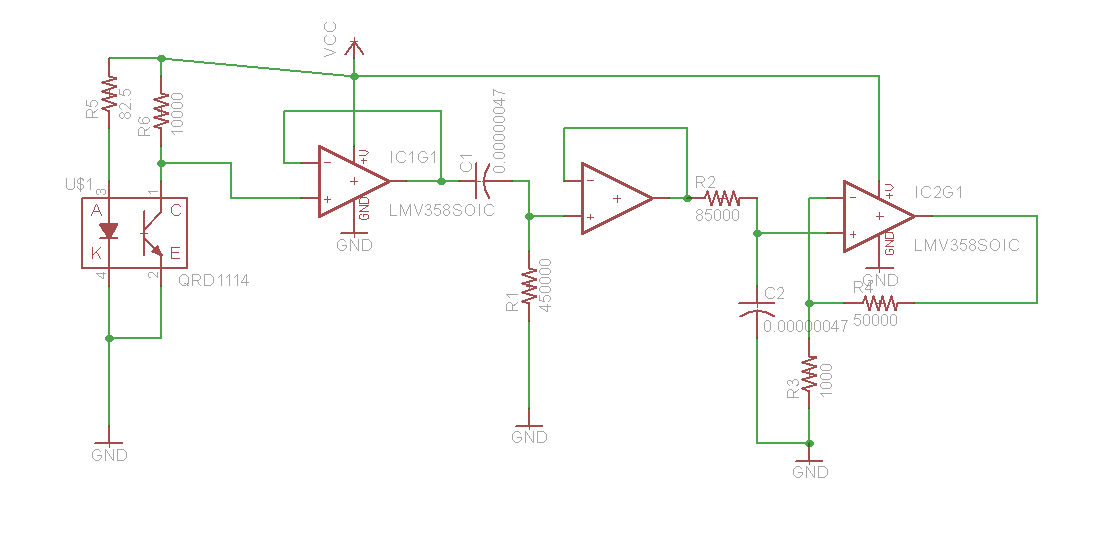 VCC
R5
82.5
R6
10000
U$1
3
1
A
C
K
E
4
2
QRD1114
GND
−
+
+
+V
GND
IC1G1
LMV358SOIC
GND
C1
0.00000047
R1
450000
GND
−
+
+
R2
85000
C2
0.00000047
−
+
+
+V
GND
IC2G1
LMV358SOIC
GND
R4
50000
R3
1000
GND